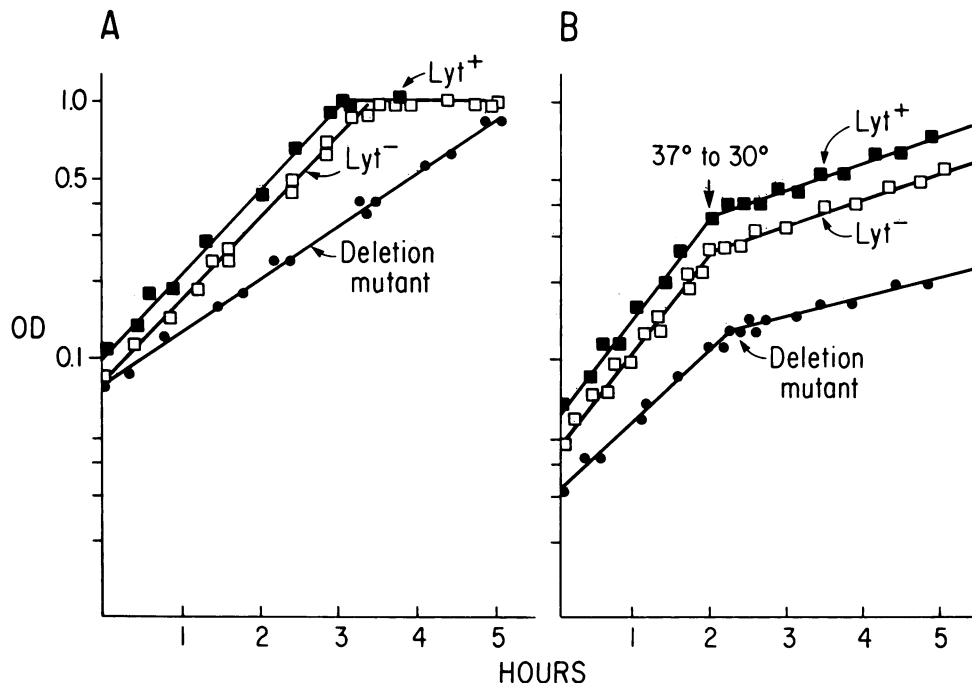 A
Lyt+
Lyt−
Deletion
mutant
1.0
0.5
0.1
OD
1 2 3 4 5
B
37° to 30°
Lyt+
Lyt−
Deletion
mutant
1 2 3 4 5
HOURS